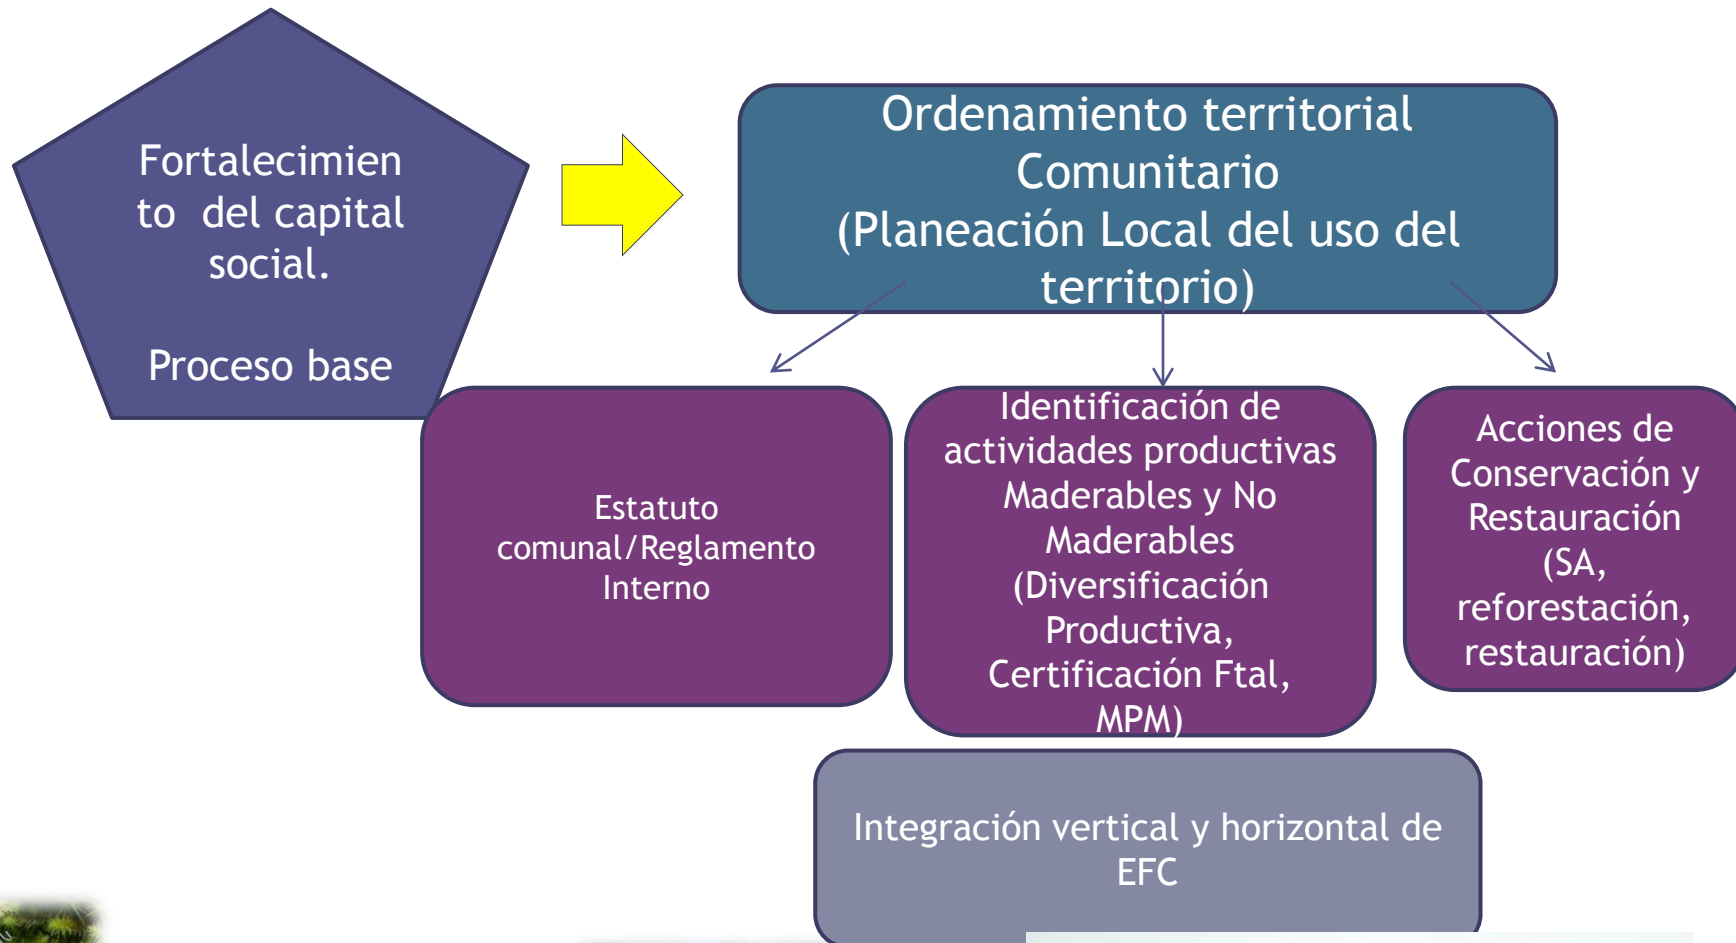 Fortalecimien
to del capital
social.
Proceso base
Ordenamiento territorial
Comunitario
(Planeación Local del uso del
territorio)
Estatuto
comunal/Reglamento
Interno
Identificación de
actividades productivas
Maderables y No
Maderables
(Diversificación
Productiva,
Certificación Ftal,
MPM)
Acciones de
Conservación y
Restauración
(SA,
reforestación,
restauración)
Integración vertical y horizontal de
EFC